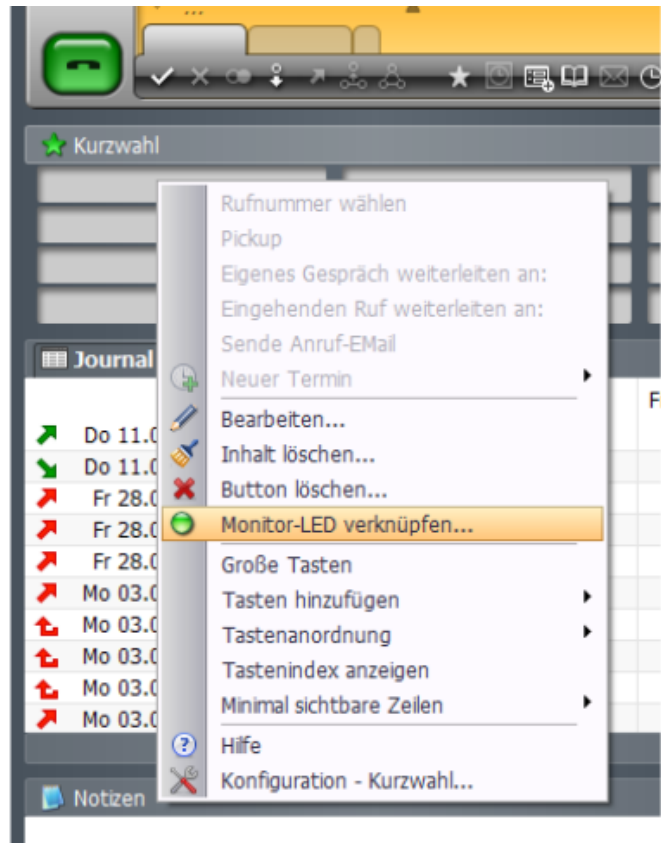 Kurzwahl
Rufnummer wählen
Pickup
Eigenes Gespräch weiterleiten an:
Eingehenden Ruf weiterleiten an:
Sende Anruf-EMail
Neuer Termin
Journal
Bearbeiten...
Do 11.0
Inhalt löschen...
Do 11.0
Button löschen...
Fr 28.0
Monitor-LED verknüpfen...
Fr 28.0
Große Tasten
Fr 28.0
Tasten hinzufügen
Mo 03.0
Tastenanordnung
Mo 03.0
Tastenindex anzeigen
Mo 03.0
Minimal sichtbare Zeilen
Mo 03.0
Mo 03.0
Hilfe
Konfiguration - Kurzwahl...
Notizen